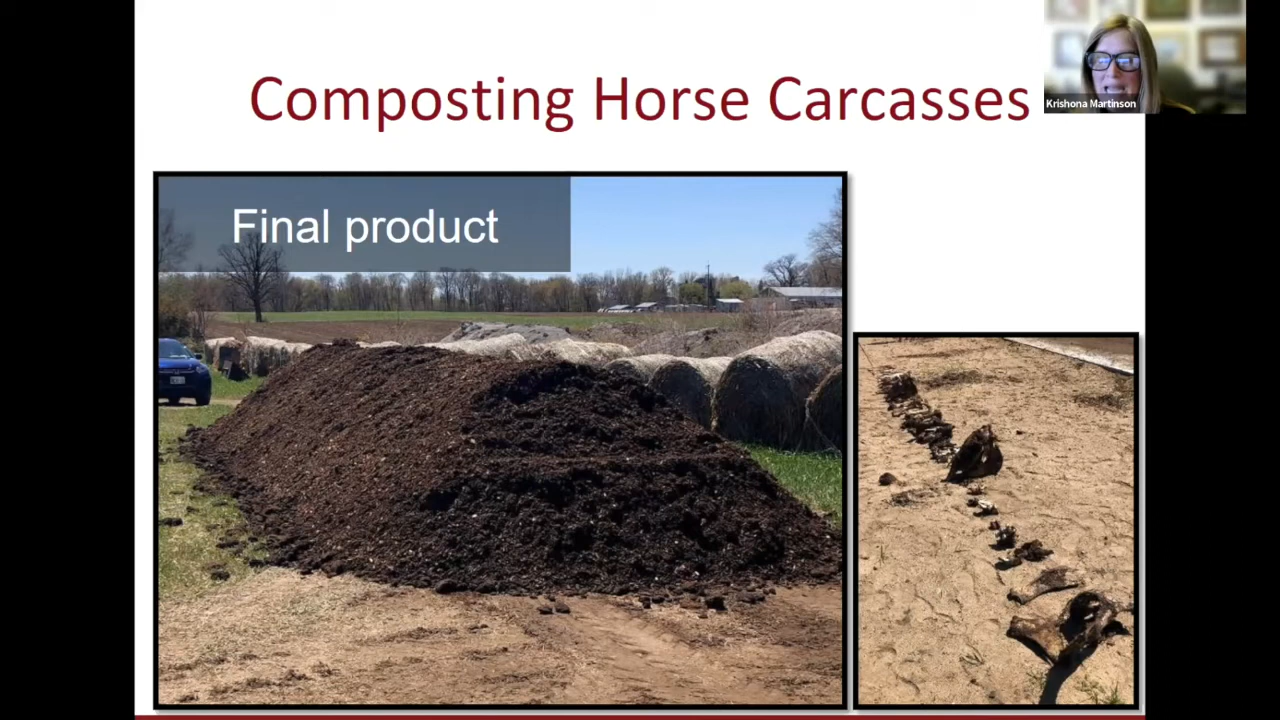 Composting Horse Carcasses
Krishona Martinson
Final product